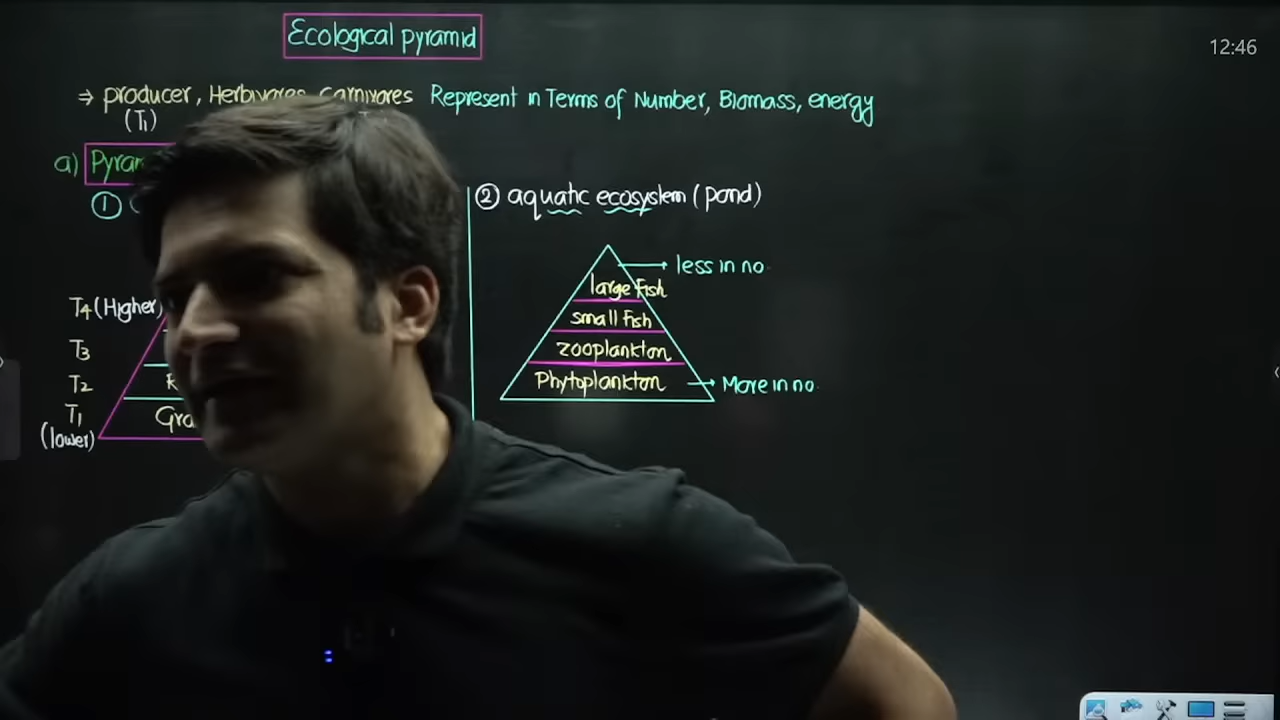 Ecological pyramid
12:46
⇒ producer, Herbivores, Carnivores Represent in Terms of Number, Biomass, energy
(T1)
a)
①
② aquatic ecosystem (pond)
less in no.
large fish
small fish
zooplankton
Phytoplankton → More in no.
T4 (Higher)
T3
T2
T1
(lower)